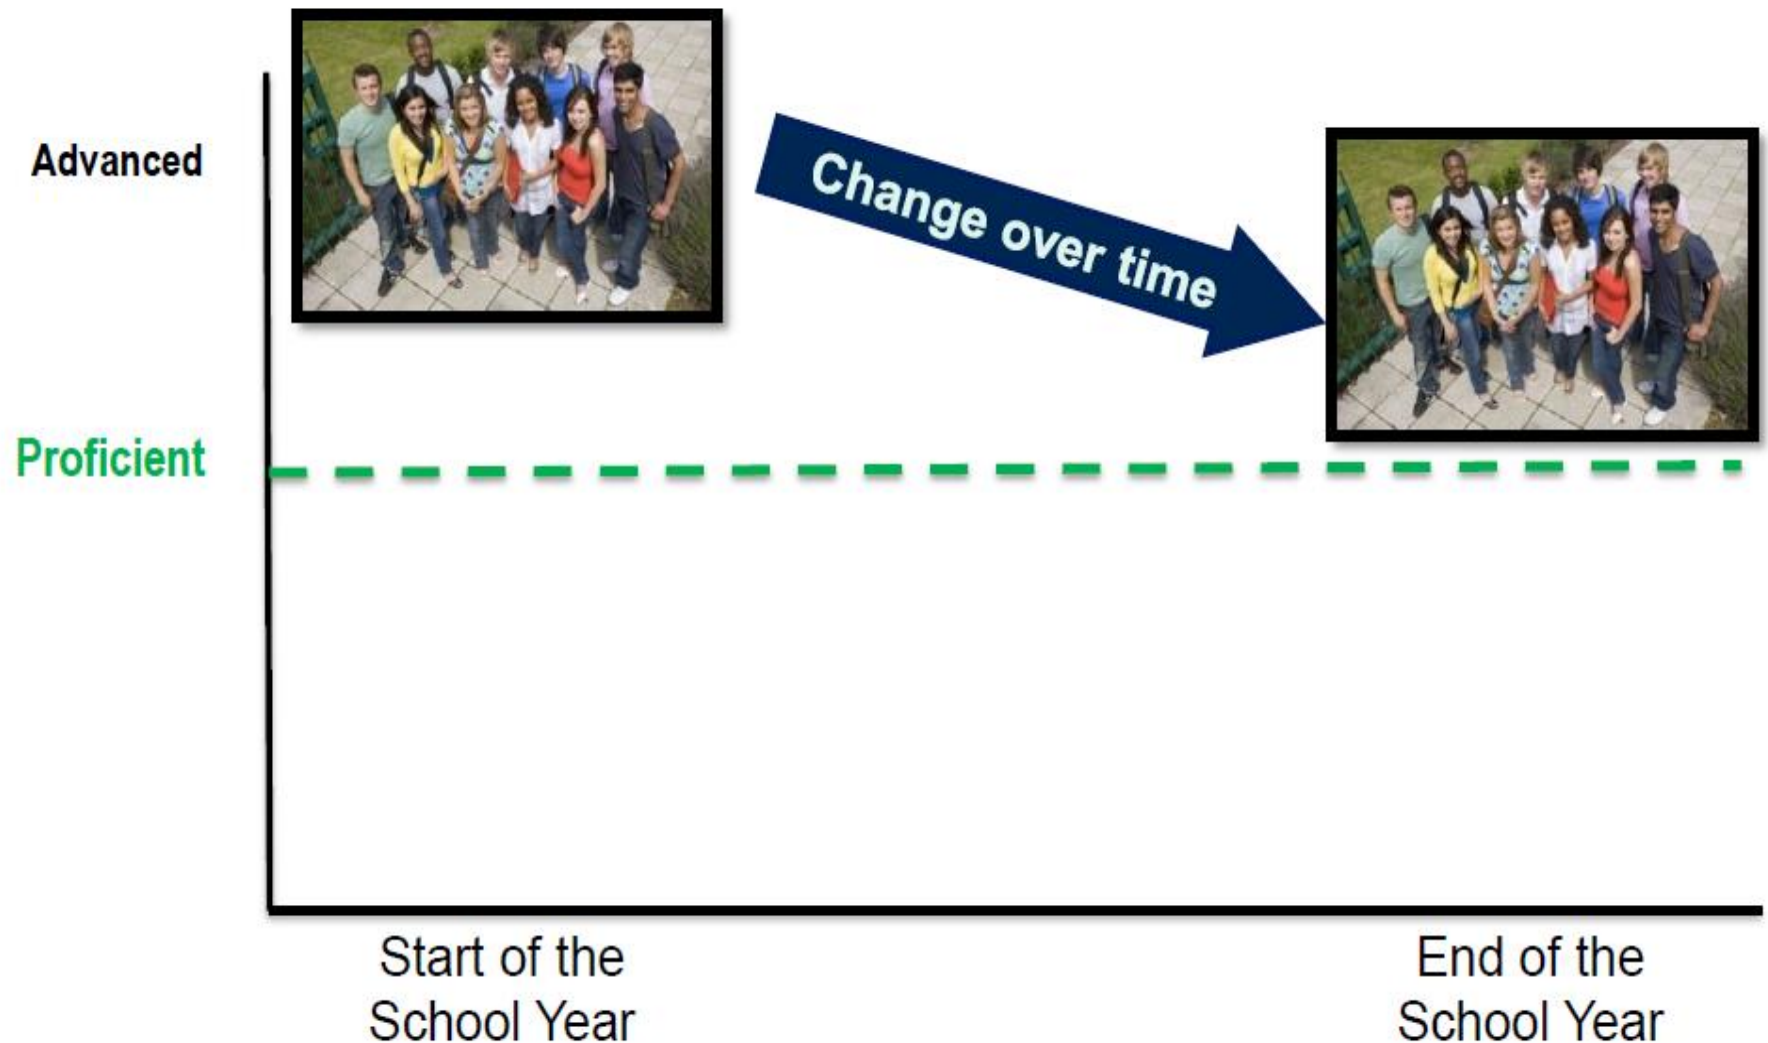 Advanced
Change over time
Proficient
Start of the
School Year
End of the
School Year